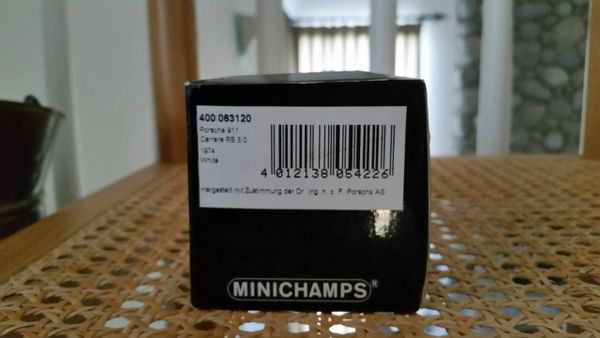 400 063120
Porsche 911
Carrera RS 3.0
1974
White
4 012138 054226
Hergestellt mit Zustimmung der Dr. Ing. h. c. F. Porsche AG
MINICHAMPS®